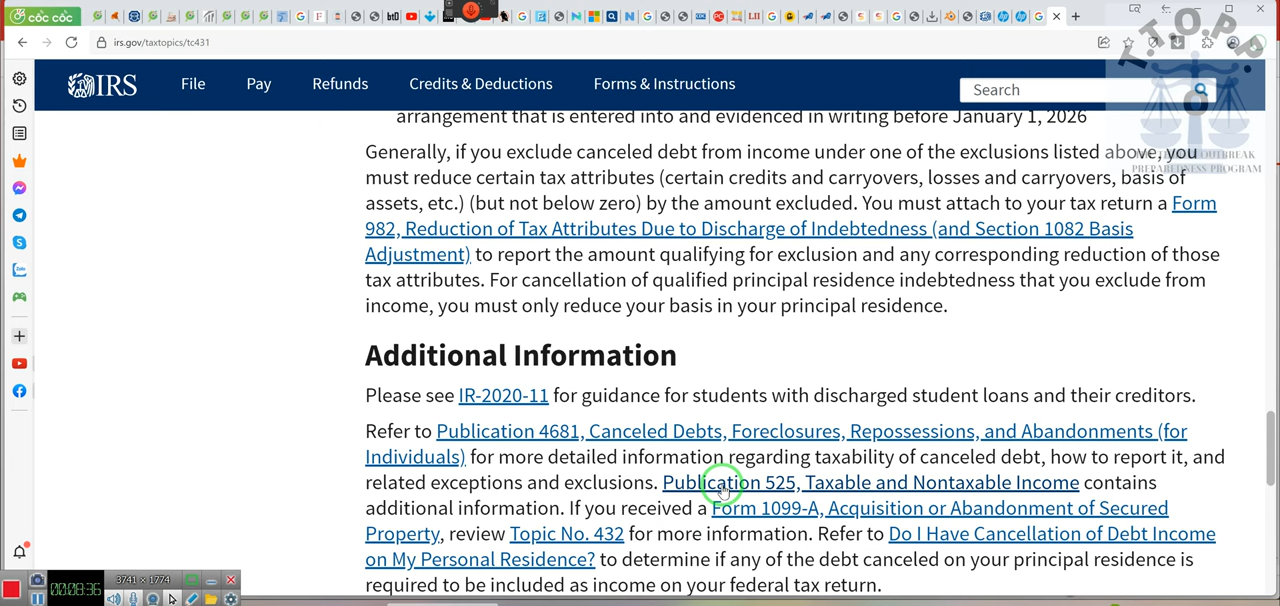 cốc cốc
irs.gov/taxtopics/tc431
IRS
File
Pay
Refunds
Credits & Deductions
Forms & Instructions
Search
T.T.O.P.P.
OUTBREAK
PREPAREDNESS PROGRAM
arrangement that is entered into and evidenced in writing before January 1, 2026
Generally, if you exclude canceled debt from income under one of the exclusions listed above, you
must reduce certain tax attributes (certain credits and carryovers, losses and carryovers, basis of
assets, etc.) (but not below zero) by the amount excluded. You must attach to your tax return a Form
982, Reduction of Tax Attributes Due to Discharge of Indebtedness (and Section 1082 Basis
Adjustment) to report the amount qualifying for exclusion and any corresponding reduction of those
tax attributes. For cancellation of qualified principal residence indebtedness that you exclude from
income, you must only reduce your basis in your principal residence.
Additional Information
Please see IR-2020-11 for guidance for students with discharged student loans and their creditors.
Refer to Publication 4681, Canceled Debts, Foreclosures, Repossessions, and Abandonments (for
Individuals) for more detailed information regarding taxability of canceled debt, how to report it, and
related exceptions and exclusions. Publication 525, Taxable and Nontaxable Income contains
additional information. If you received a Form 1099-A, Acquisition or Abandonment of Secured
Property, review Topic No. 432 for more information. Refer to Do I Have Cancellation of Debt Income
on My Personal Residence? to determine if any of the debt canceled on your principal residence is
required to be included as income on your federal tax return.
00:08:36
3741 × 1774